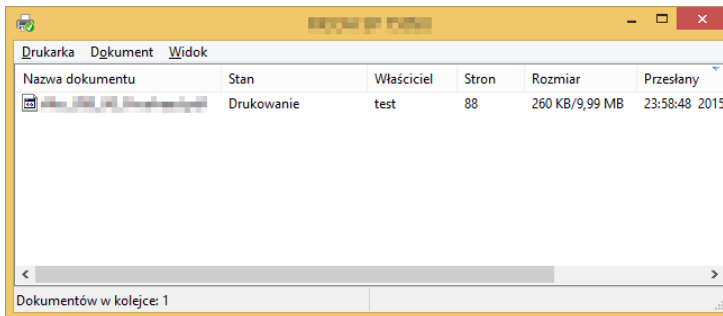 Drukarka Dokument Widok
Nazwa dokumentu Stan Właściciel Stron Rozmiar Przesłany
Drukowanie test 88 260 KB/9,99 MB 23:58:48 2015
Dokumentów w kolejce: 1